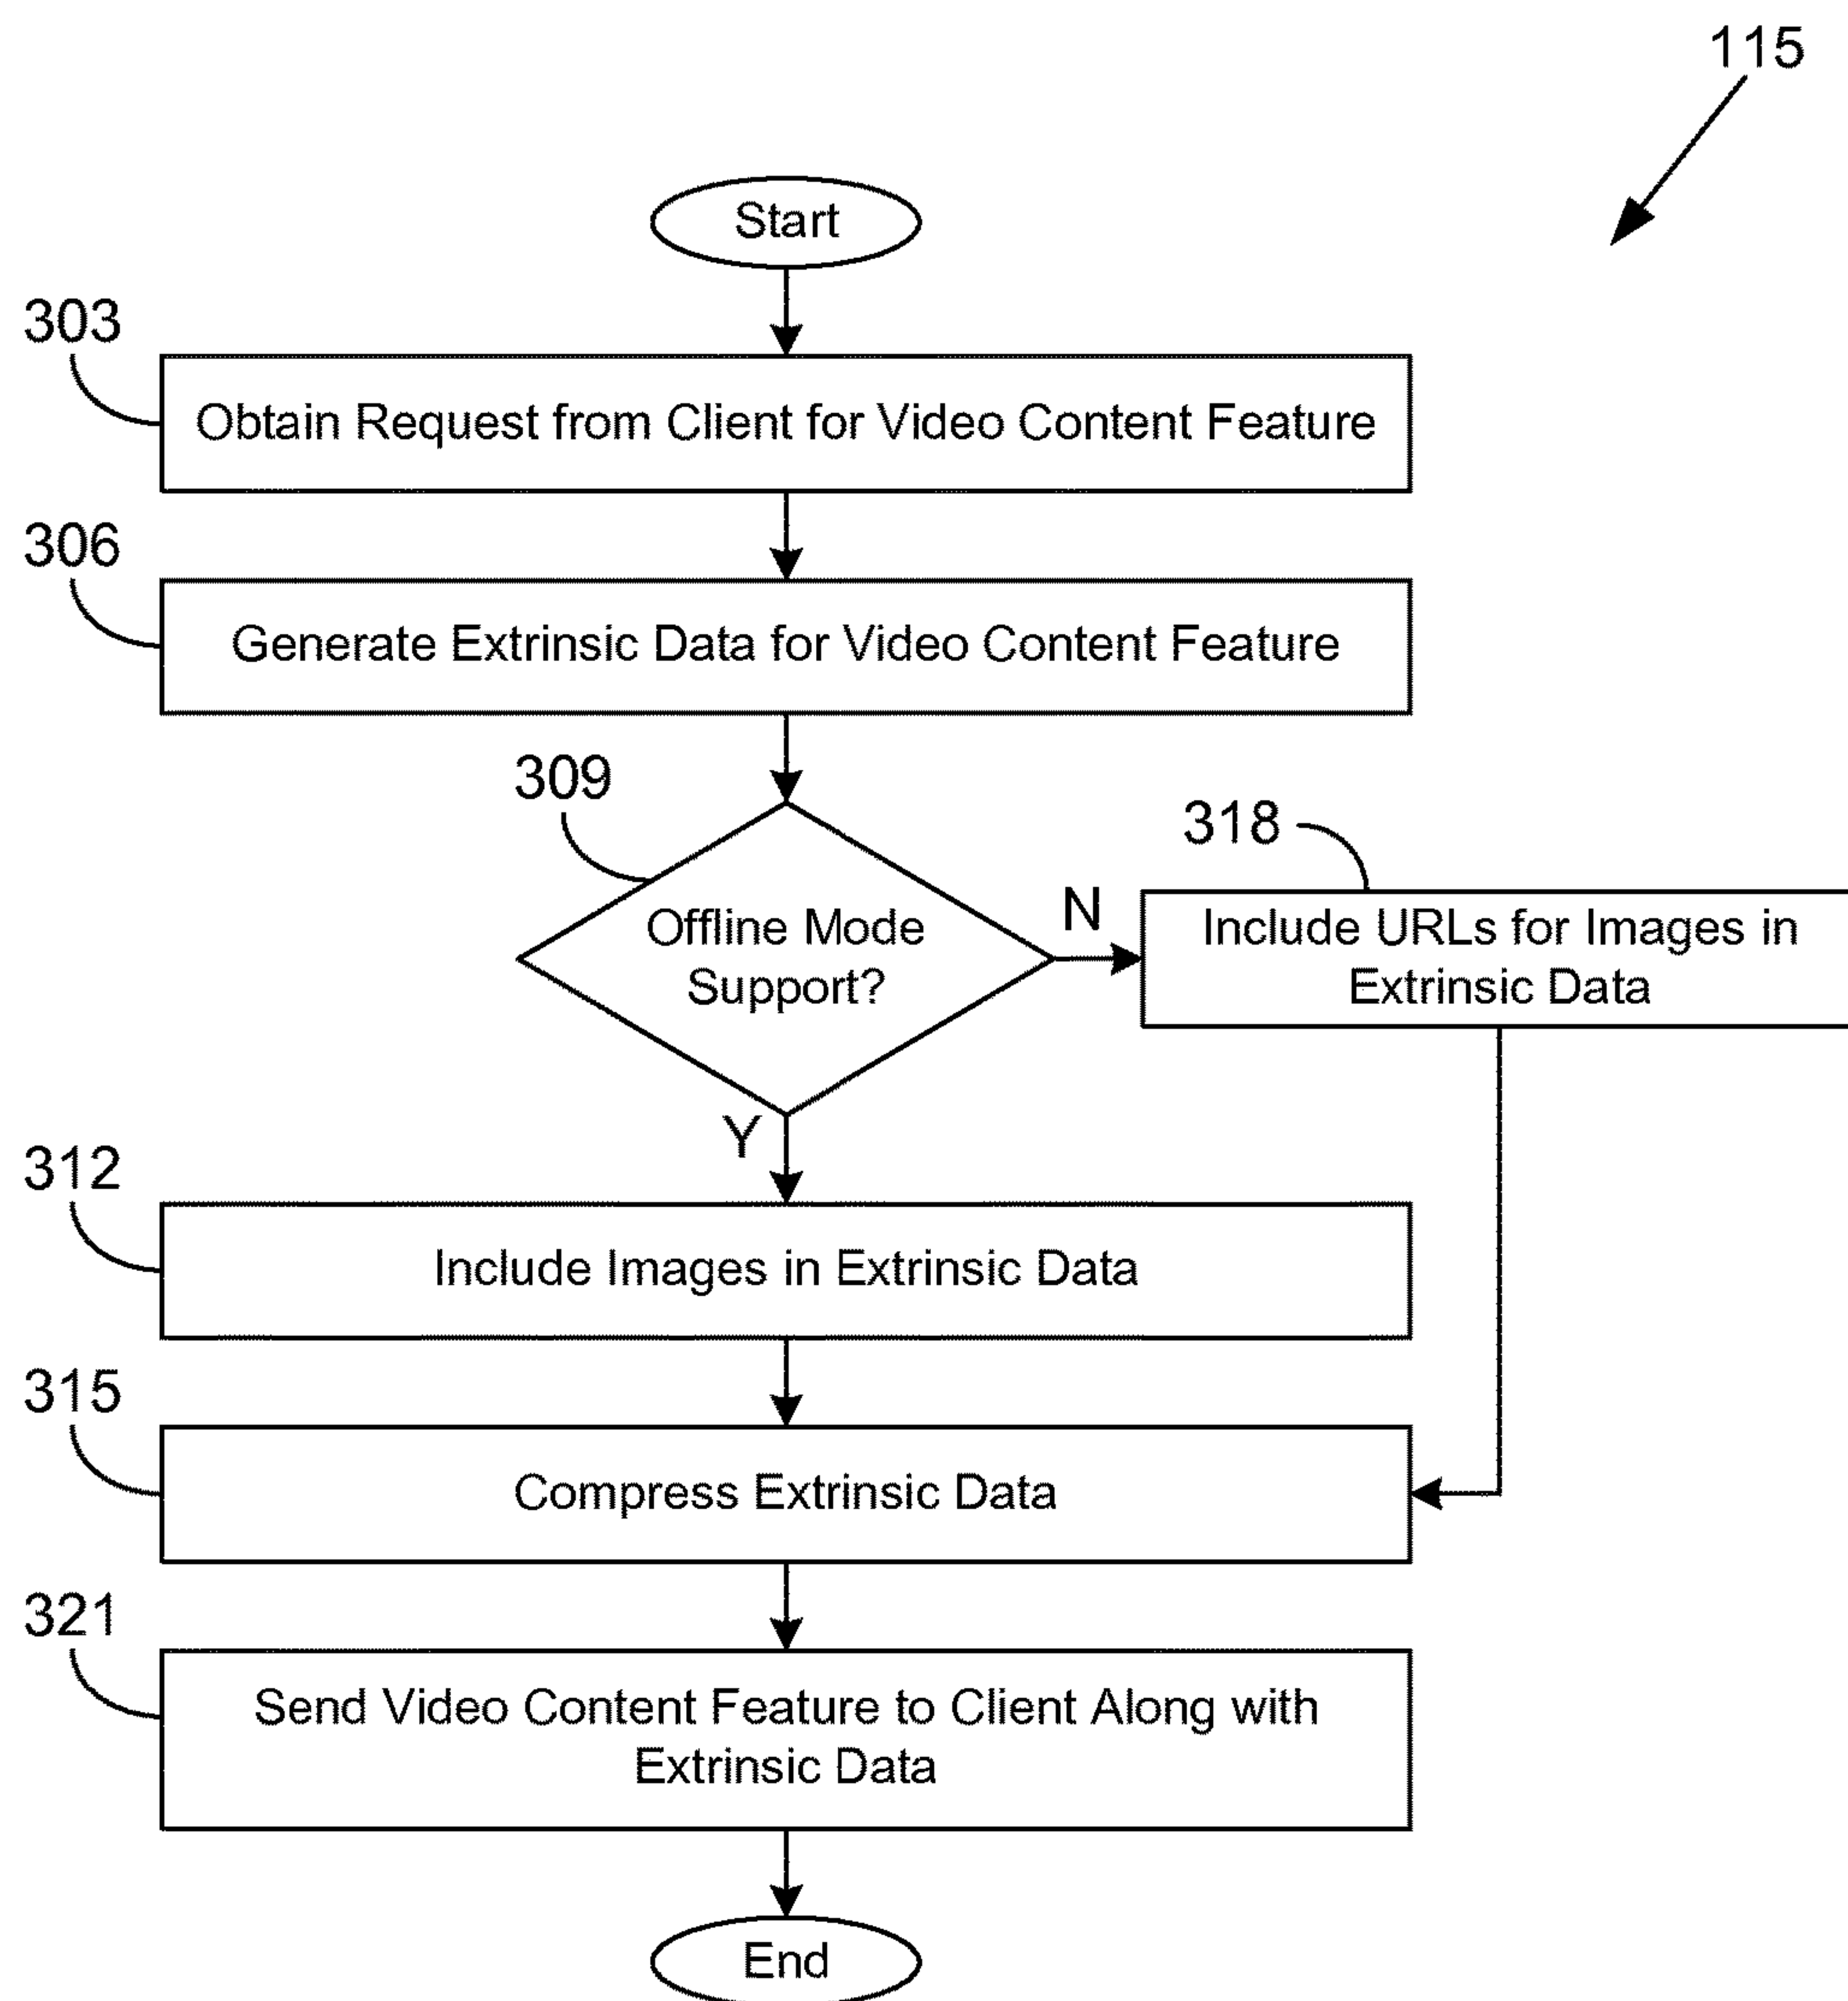 115
Start
303
Obtain Request from Client for Video Content Feature
306
Generate Extrinsic Data for Video Content Feature
309
Offline Mode
Support?
N
318
Include URLs for Images in
Extrinsic Data
Y
312
Include Images in Extrinsic Data
315
Compress Extrinsic Data
321
Send Video Content Feature to Client Along with
Extrinsic Data
End